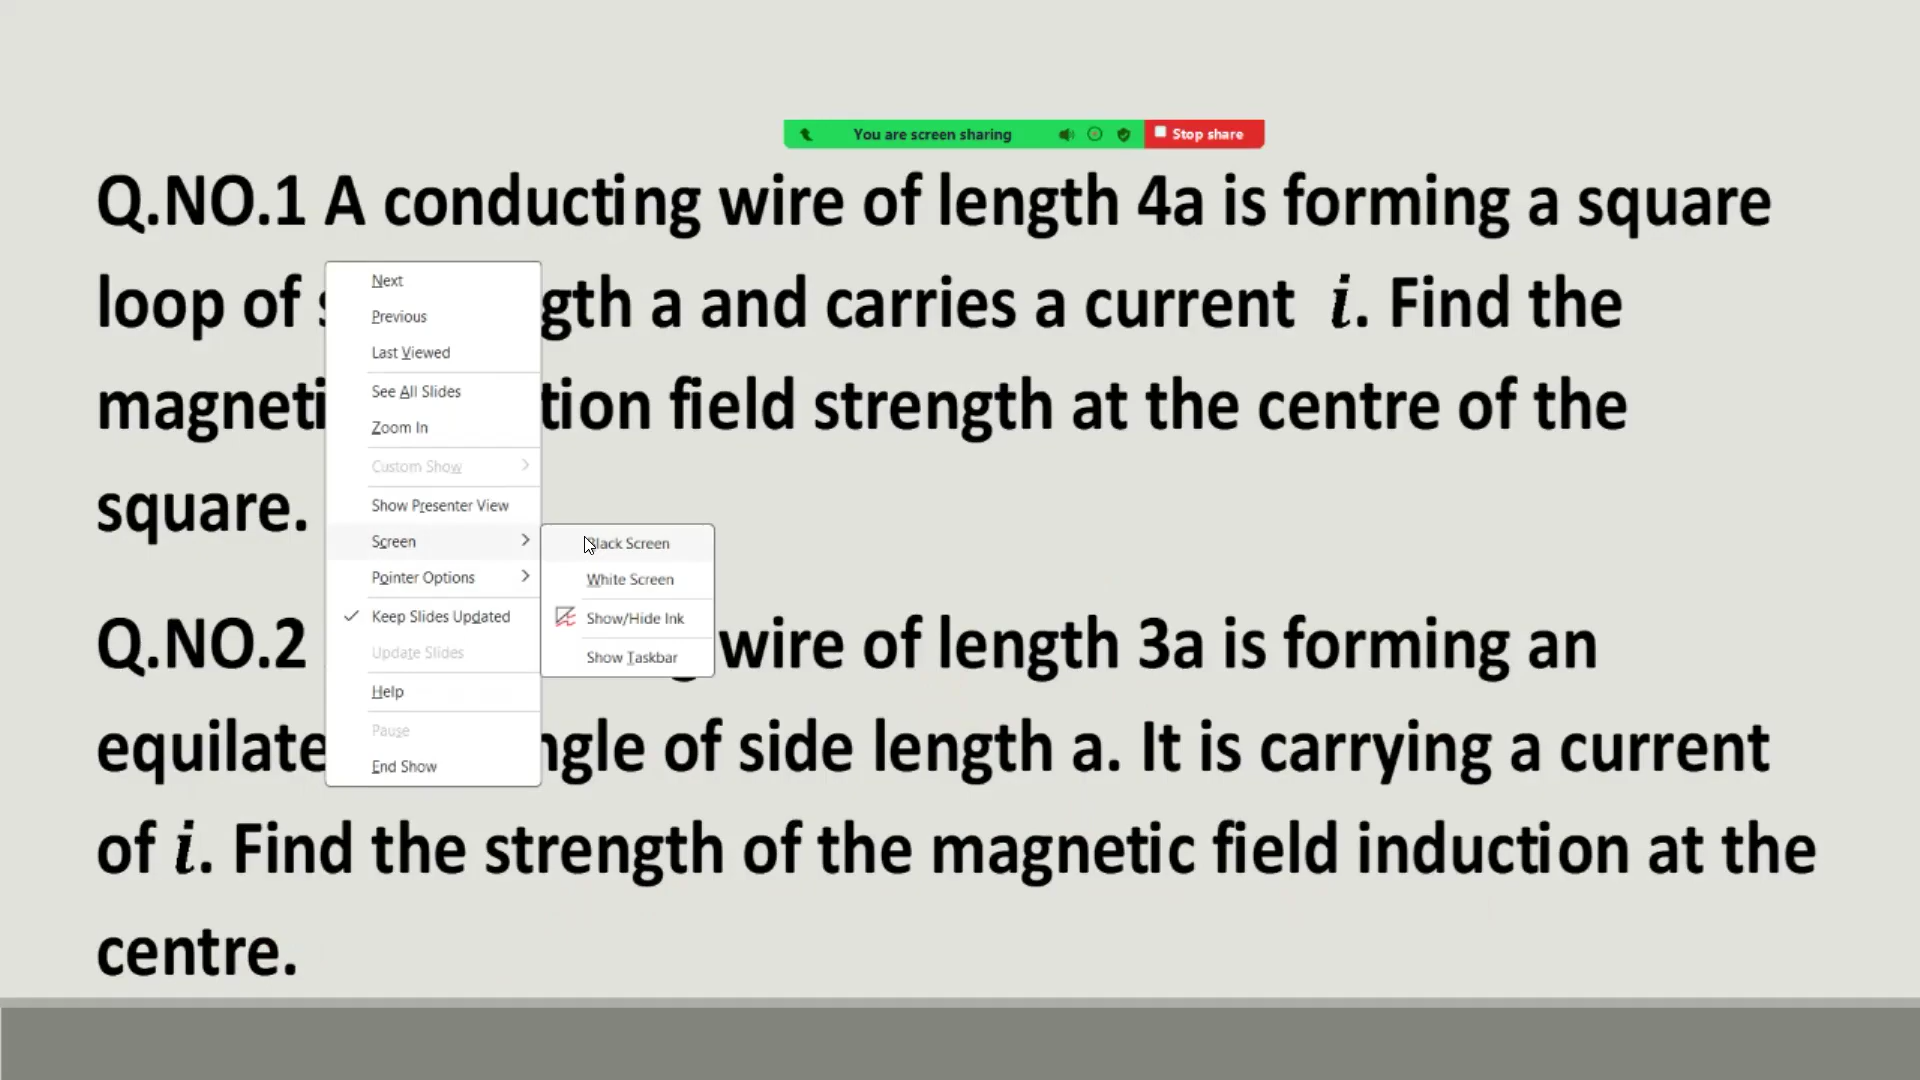 You are screen sharing Stop share
Q.NO.1 A conducting wire of length 4a is forming a square
loop of gth a and carries a current i. Find the
magneti tion field strength at the centre of the
square.
Next
Previous
Last Viewed
See All Slides
Zoom In
Custom Show
Show Presenter View
Screen
Pointer Options
Keep Slides Updated
Update Slides
Help
Pause
End Show
Black Screen
White Screen
Show/Hide Ink
Show Taskbar
Q.NO.2 wire of length 3a is forming an
equilate ngle of side length a. It is carrying a current
of i. Find the strength of the magnetic field induction at the
centre.